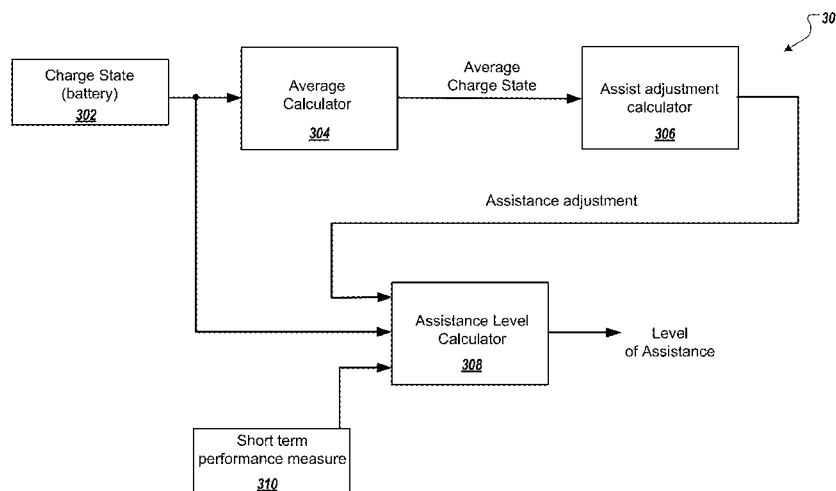 30
Charge State
(battery)
302
Average
Calculator
304
Average
Charge State
Assist adjustment
calculator
306
Assistance adjustment
Assistance Level
Calculator
308
Level
of Assistance
Short term
performance measure
310